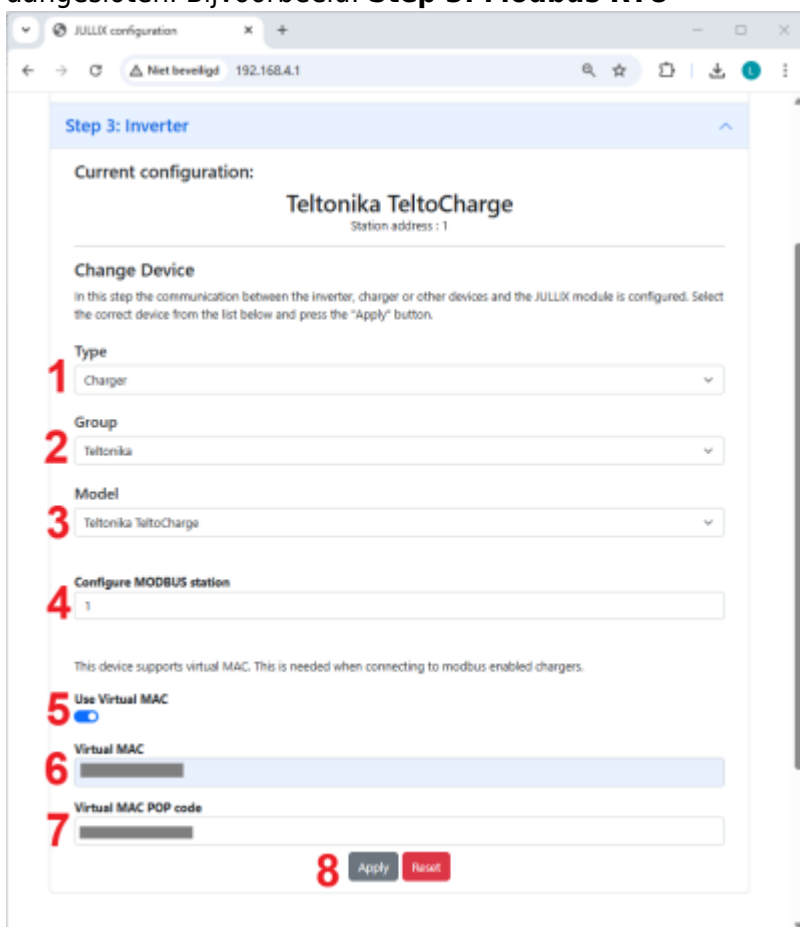 aangesloten. Bijvoorbeeld: Step 3: Modbus RTU
JULLIX configuration
Niet beveiligd 192.168.4.1
L
Step 3: Inverter
Current configuration:
Teltonika TeltoCharge
Station address : 1
Change Device
In this step the communication between the inverter, charger or other devices and the JULLIX module is configured. Select
the correct device from the list below and press the "Apply" button.
Type
1 Charger
Group
2 Teltonika
Model
3 Teltonika TeltoCharge
Configure MODBUS station
4 1
This device supports virtual MAC. This is needed when connecting to modbus enabled chargers.
Use Virtual MAC
5
Virtual MAC
6
Virtual MAC POP code
7
8 Apply Reset